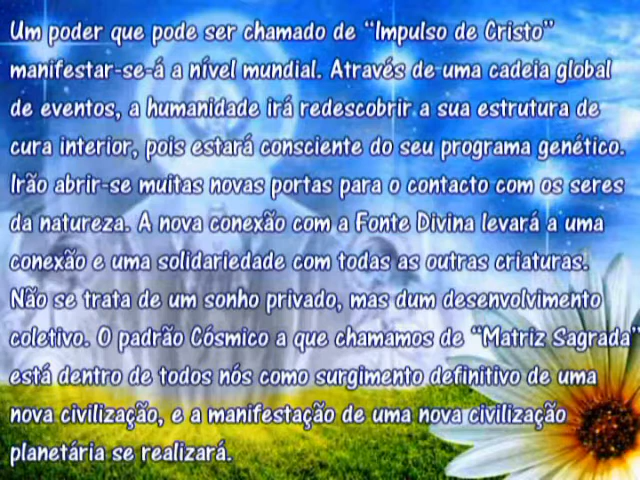 Um poder que pode ser chamado de “Impulso de Cristo”
manifestar-se-á a nível mundial. Através de uma cadeia global
de eventos, a humanidade irá redescobrir a sua estrutura de
cura interior, pois estará consciente do seu programa genético.
Irão abrir-se muitas novas portas para o contacto com os seres
da natureza. A nova conexão com a Fonte Divina levará a uma
conexão e uma solidariedade com todas as outras criaturas.
Não se trata de um sonho privado, mas dum desenvolvimento
coletivo. O padrão Cósmico a que chamamos de “Matriz Sagrada”
está dentro de todos nós como surgimento definitivo de uma
nova civilização, e a manifestação de uma nova civilização
planetária se realizará.